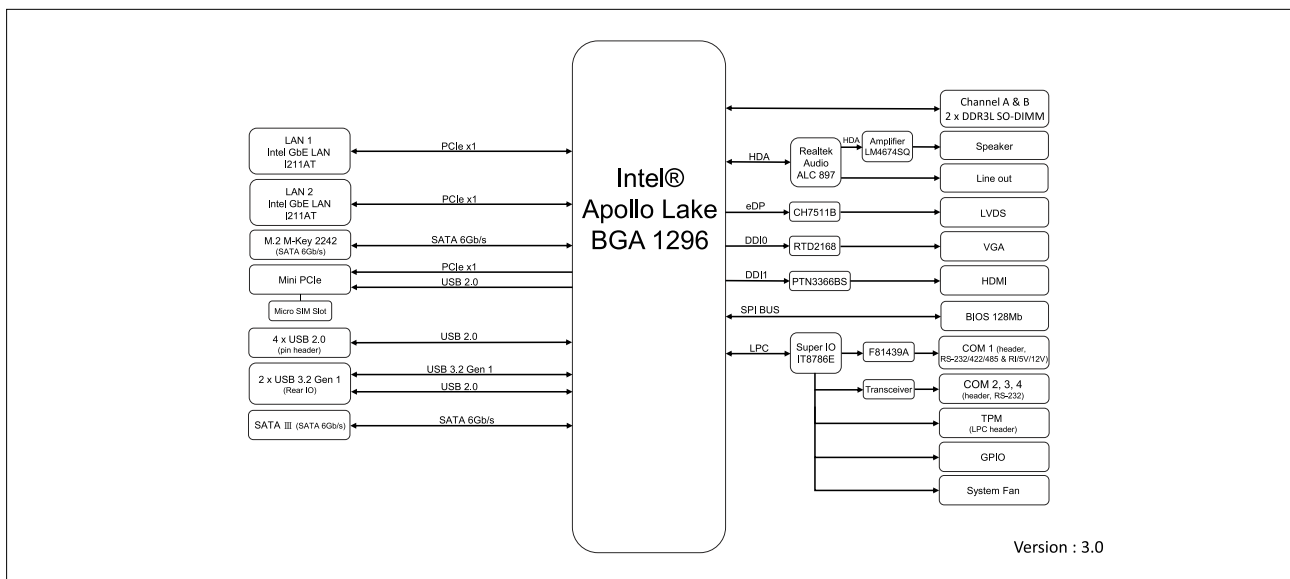 LAN 1
Intel GbE LAN
I211AT
PCIe x1
LAN 2
Intel GbE LAN
I211AT
PCIe x1
M.2 M-Key 2242
(SATA 6Gb/s)
SATA 6Gb/s
Mini PCIe
PCIe x1
USB 2.0
Micro SIM Slot
4 x USB 2.0
(pin header)
USB 2.0
2 x USB 3.2 Gen 1
(Rear IO)
USB 3.2 Gen 1
USB 2.0
SATA Ⅲ (SATA 6Gb/s)
SATA 6Gb/s
Intel®
Apollo Lake
BGA 1296
Channel A & B
2 x DDR3L SO-DIMM
HDA
Realtek
Audio
ALC 897
HDA
Amplifier
LM4674SQ
Speaker
Line out
eDP
CH7511B
LVDS
DDI0
RTD2168
VGA
DDI1
PTN3366BS
HDMI
SPI BUS
BIOS 128Mb
LPC
Super IO
IT8786E
F81439A
COM 1 (header,
RS-232/422/485 & RI/5V/12V)
Transceiver
COM 2, 3, 4
(header, RS-232)
TPM
(LPC header)
GPIO
System Fan
Version : 3.0